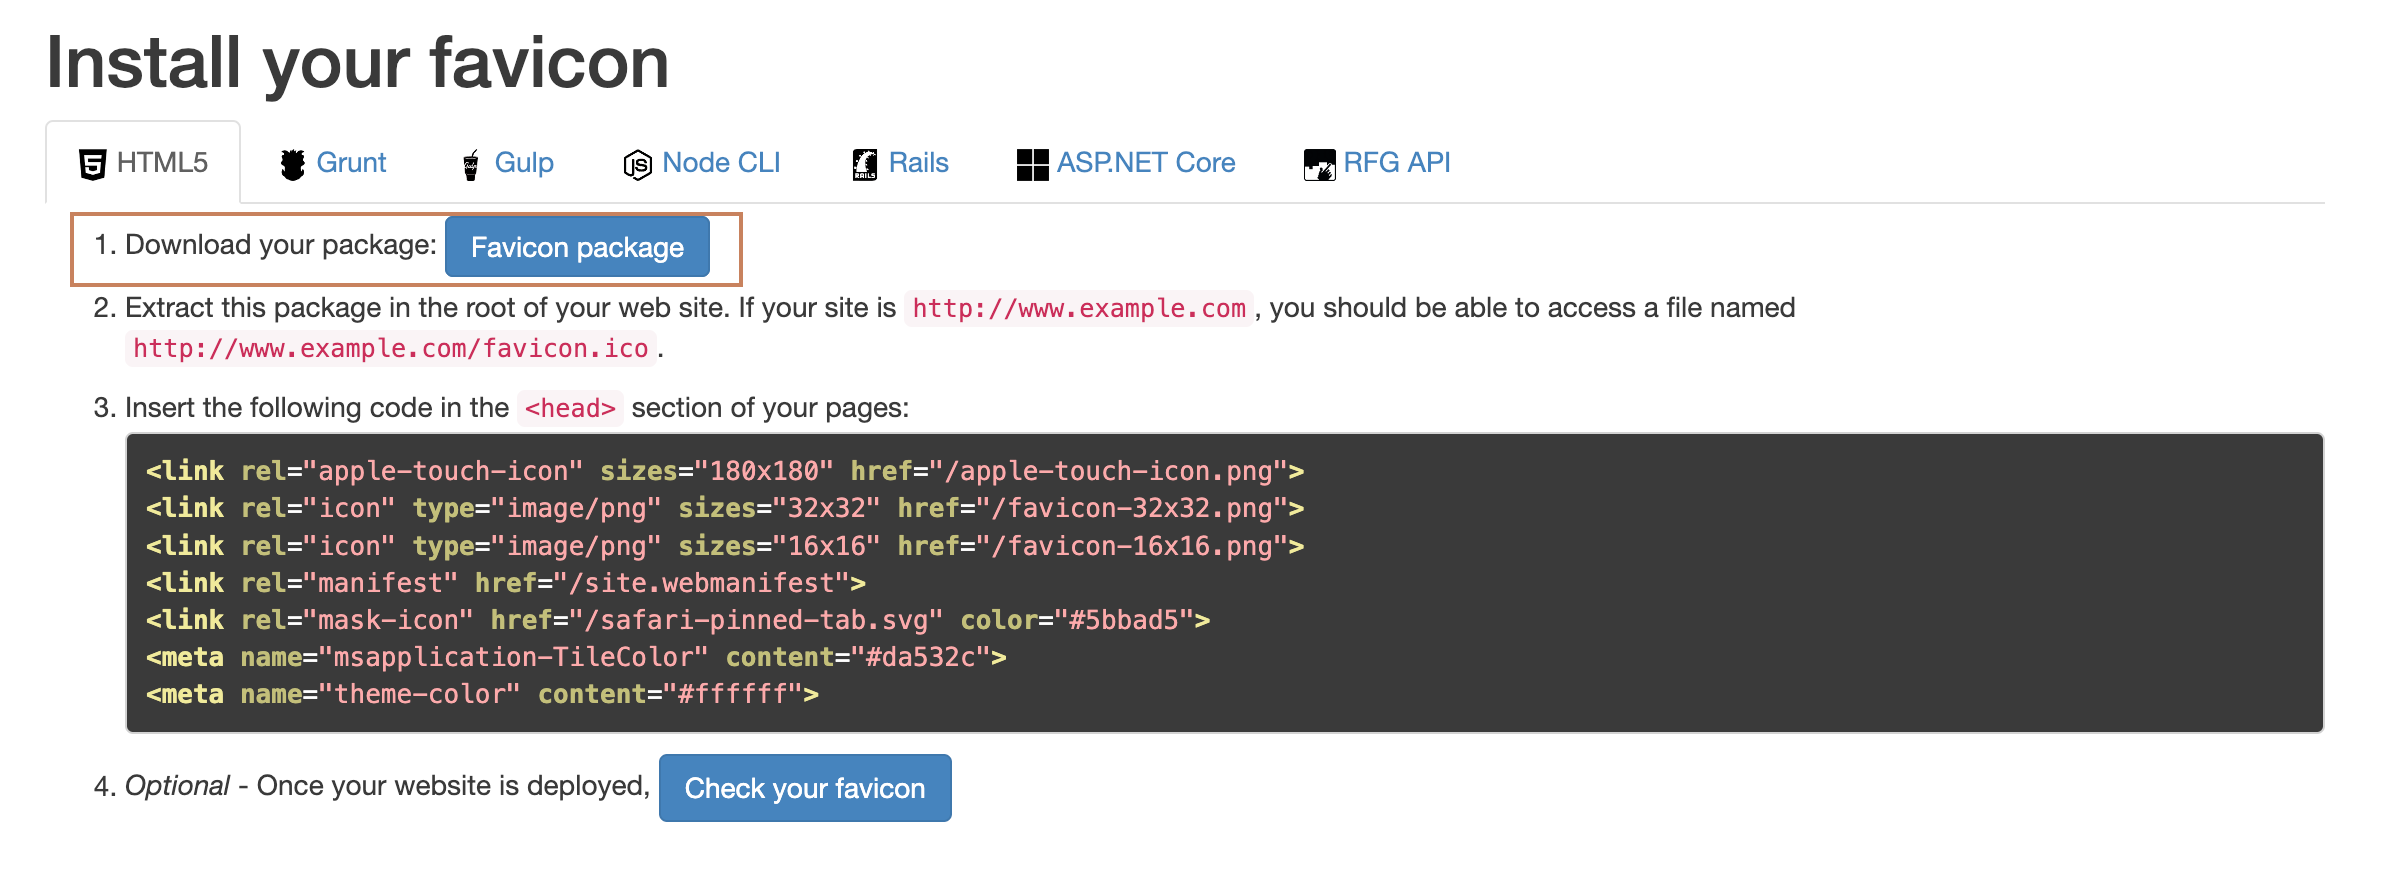 Install your favicon
HTML5 Grunt Gulp Node CLI Rails ASP.NET Core RFG API
1. Download your package: Favicon package
2. Extract this package in the root of your web site. If your site is http://www.example.com, you should be able to access a file named
http://www.example.com/favicon.ico.
3. Insert the following code in the <head> section of your pages:
<link rel="apple-touch-icon" sizes="180x180" href="/apple-touch-icon.png">
<link rel="icon" type="image/png" sizes="32x32" href="/favicon-32x32.png">
<link rel="icon" type="image/png" sizes="16x16" href="/favicon-16x16.png">
<link rel="manifest" href="/site.webmanifest">
<link rel="mask-icon" href="/safari-pinned-tab.svg" color="#5bbad5">
<meta name="msapplication-TileColor" content="#da532c">
<meta name="theme-color" content="#ffffff">
4. Optional - Once your website is deployed, Check your favicon